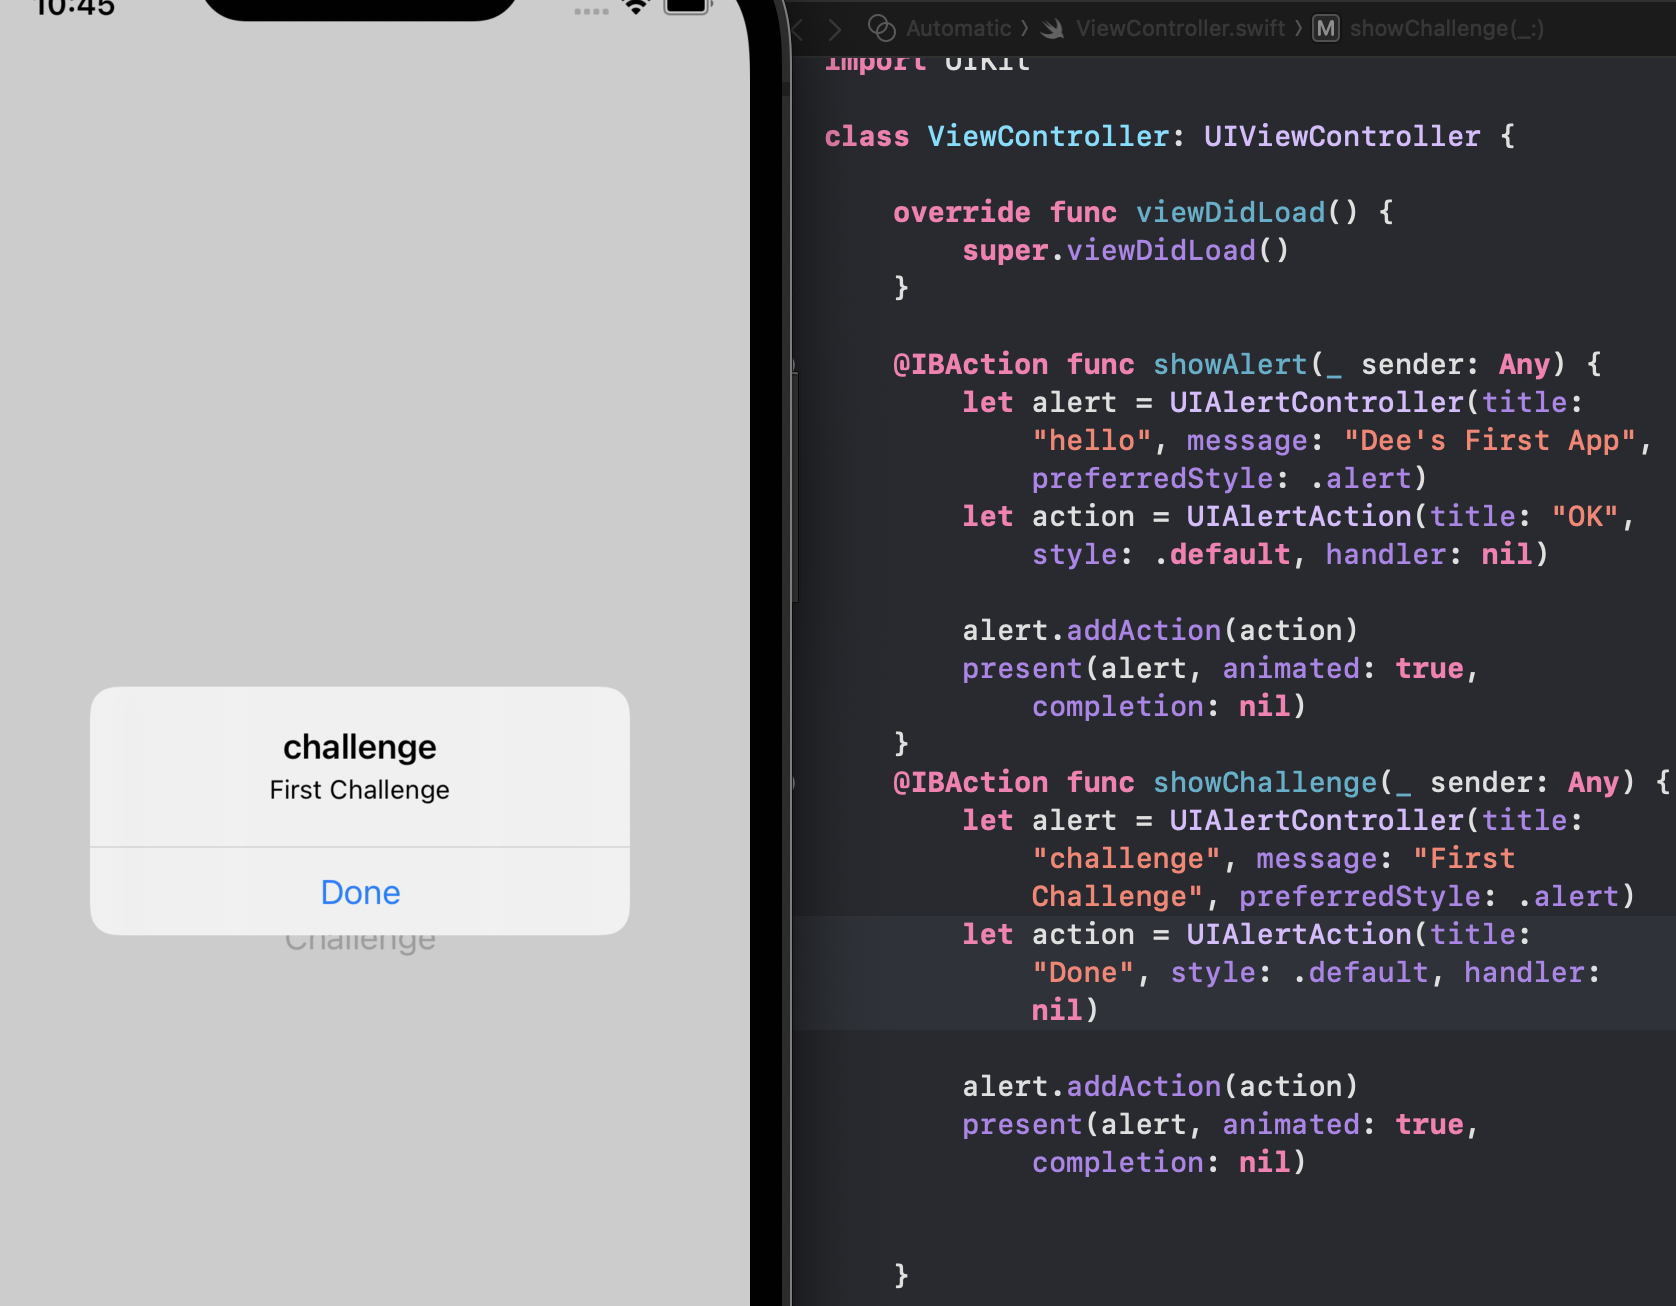 10:45
challenge
First Challenge
Done
Challenge
Automatic 〉 ViewController.swift 〉 M showChallenge(_:)
import UIKit
class ViewController: UIViewController {
override func viewDidLoad() {
super.viewDidLoad()
}
@IBAction func showAlert(_ sender: Any) {
let alert = UIAlertController(title:
"hello", message: "Dee's First App",
preferredStyle: .alert)
let action = UIAlertAction(title: "OK",
style: .default, handler: nil)
alert.addAction(action)
present(alert, animated: true,
completion: nil)
}
@IBAction func showChallenge(_ sender: Any) {
let alert = UIAlertController(title:
"challenge", message: "First
Challenge", preferredStyle: .alert)
let action = UIAlertAction(title:
"Done", style: .default, handler:
nil)
alert.addAction(action)
present(alert, animated: true,
completion: nil)
}